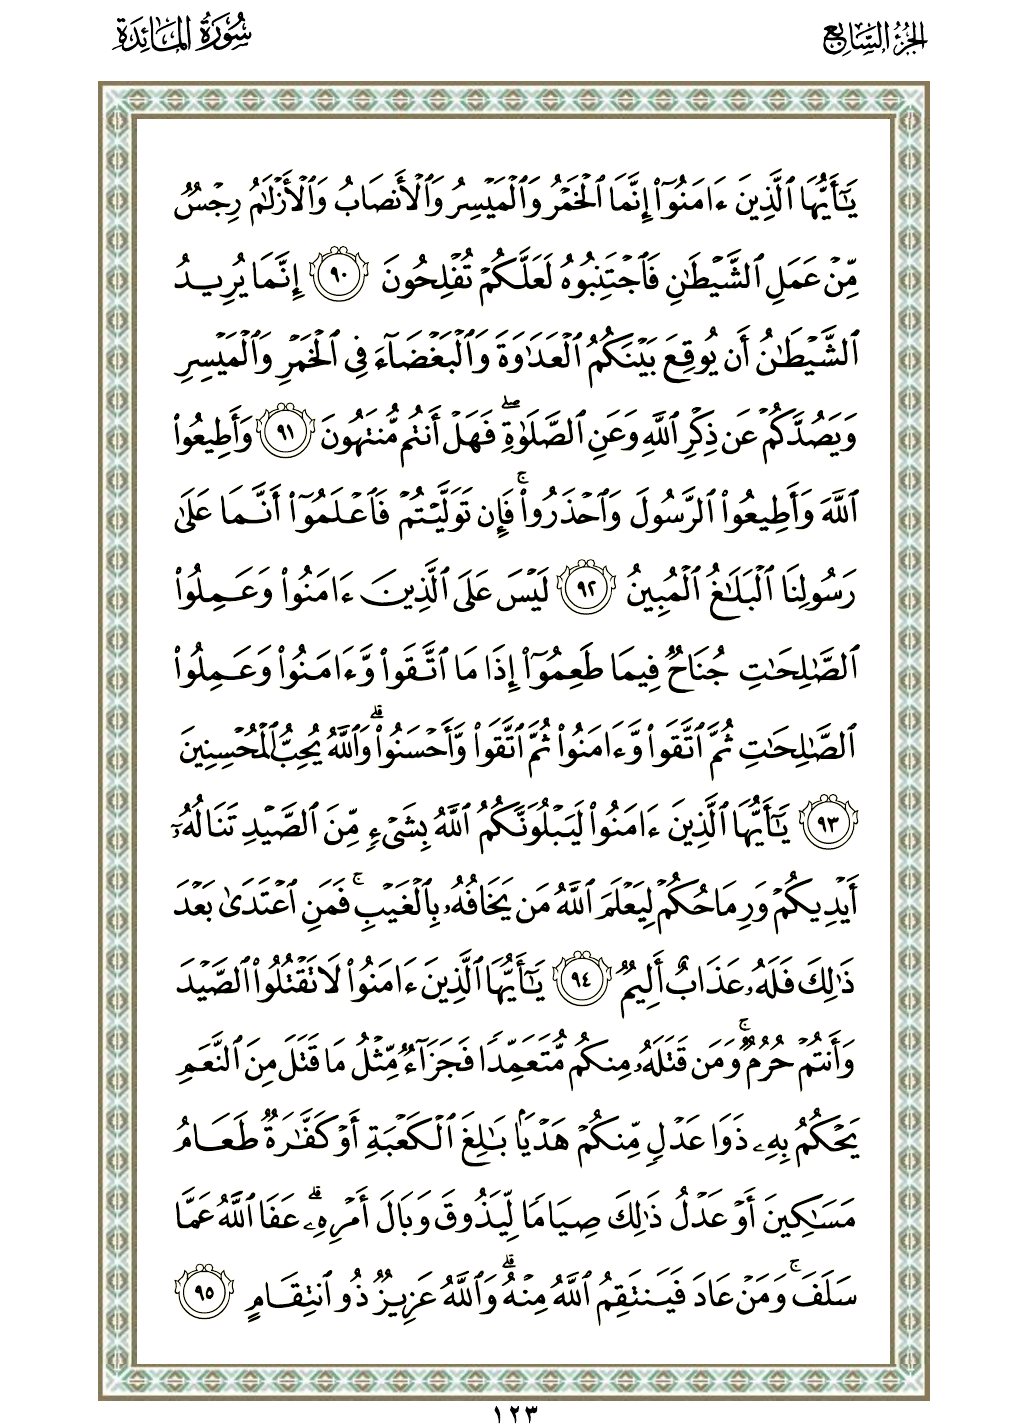 الجزء السابع
سورة المائدة
يَٰٓأَيُّهَا ٱلَّذِينَ ءَامَنُوٓا۟ إِنَّمَا ٱلْخَمْرُ وَٱلْمَيْسِرُ وَٱلْأَنصَابُ وَٱلْأَزْلَٰمُ رِجْسٌ
مِّنْ عَمَلِ ٱلشَّيْطَٰنِ فَٱجْتَنِبُوهُ لَعَلَّكُمْ تُفْلِحُونَ ٩٠ إِنَّمَا يُرِيدُ
ٱلشَّيْطَٰنُ أَن يُوقِعَ بَيْنَكُمُ ٱلْعَدَٰوَةَ وَٱلْبَغْضَآءَ فِى ٱلْخَمْرِ وَٱلْمَيْسِرِ
وَيَصُدَّكُمْ عَن ذِكْرِ ٱللَّهِ وَعَنِ ٱلصَّلَوٰةِ ۖ فَهَلْ أَنتُم مُّنتَهُونَ ٩١ وَأَطِيعُوا۟
ٱللَّهَ وَأَطِيعُوا۟ ٱلرَّسُولَ وَٱحْذَرُوا۟ ۚ فَإِن تَوَلَّيْتُمْ فَٱعْلَمُوٓا۟ أَنَّمَا عَلَىٰ
رَسُولِنَا ٱلْبَلَٰغُ ٱلْمُبِينُ ٩٢ لَيْسَ عَلَى ٱلَّذِينَ ءَامَنُوا۟ وَعَمِلُوا۟
ٱلصَّٰلِحَٰتِ جُنَاحٌ فِيمَا طَعِمُوٓا۟ إِذَا مَا ٱتَّقَوا۟ وَّءَامَنُوا۟ وَعَمِلُوا۟
ٱلصَّٰلِحَٰتِ ثُمَّ ٱتَّقَوا۟ وَّءَامَنُوا۟ ثُمَّ ٱتَّقَوا۟ وَّأَحْسَنُوا۟ ۗ وَٱللَّهُ يُحِبُّ ٱلْمُحْسِنِينَ
٩٣ يَٰٓأَيُّهَا ٱلَّذِينَ ءَامَنُوا۟ لَيَبْلُوَنَّكُمُ ٱللَّهُ بِشَىْءٍ مِّنَ ٱلصَّيْدِ تَنَالُهُۥٓ
أَيْدِيكُمْ وَرِمَاحُكُمْ لِيَعْلَمَ ٱللَّهُ مَن يَخَافُهُۥ بِٱلْغَيْبِ ۚ فَمَنِ ٱعْتَدَىٰ بَعْدَ
ذَٰلِكَ فَلَهُۥ عَذَابٌ أَلِيمٌ ٩٤ يَٰٓأَيُّهَا ٱلَّذِينَ ءَامَنُوا۟ لَا تَقْتُلُوا۟ ٱلصَّيْدَ
وَأَنتُمْ حُرُمٌ ۚ وَمَن قَتَلَهُۥ مِنكُم مُّتَعَمِّدًا فَجَزَآءٌ مِّثْلُ مَا قَتَلَ مِنَ ٱلنَّعَمِ
يَحْكُمُ بِهِۦ ذَوَا عَدْلٍ مِّنكُمْ هَدْيًۢا بَٰلِغَ ٱلْكَعْبَةِ أَوْ كَفَّٰرَةٌ طَعَامُ
مَسَٰكِينَ أَوْ عَدْلُ ذَٰلِكَ صِيَامًا لِّيَذُوقَ وَبَالَ أَمْرِهِۦ ۗ عَفَا ٱللَّهُ عَمَّا
سَلَفَ ۚ وَمَنْ عَادَ فَيَنتَقِمُ ٱللَّهُ مِنْهُ ۗ وَٱللَّهُ عَزِيزٌ ذُو ٱنتِقَامٍ ٩٥
١٢٣